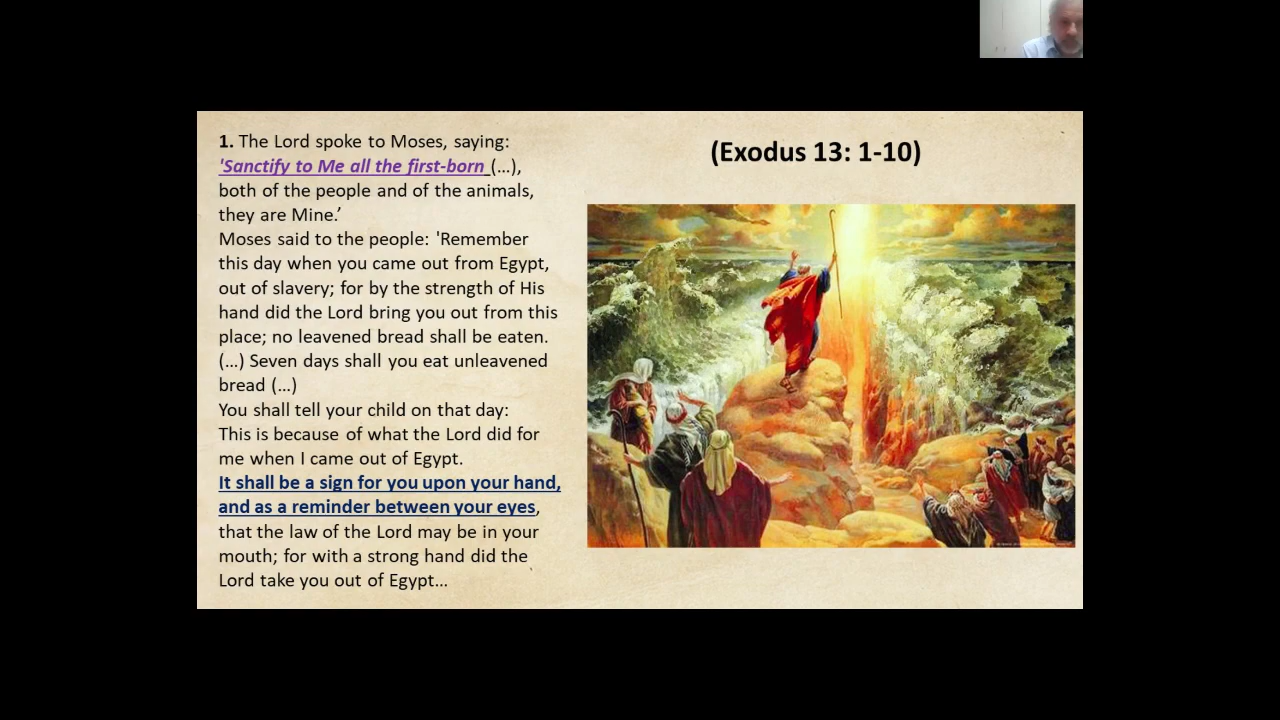 1. The Lord spoke to Moses, saying:
'Sanctify to Me all the first-born (...),
both of the people and of the animals,
they are Mine.’
Moses said to the people: 'Remember
this day when you came out from Egypt,
out of slavery; for by the strength of His
hand did the Lord bring you out from this
place; no leavened bread shall be eaten.
(...) Seven days shall you eat unleavened
bread (...)
You shall tell your child on that day:
This is because of what the Lord did for
me when I came out of Egypt.
It shall be a sign for you upon your hand,
and as a reminder between your eyes,
that the law of the Lord may be in your
mouth; for with a strong hand did the
Lord take you out of Egypt...
(Exodus 13: 1-10)